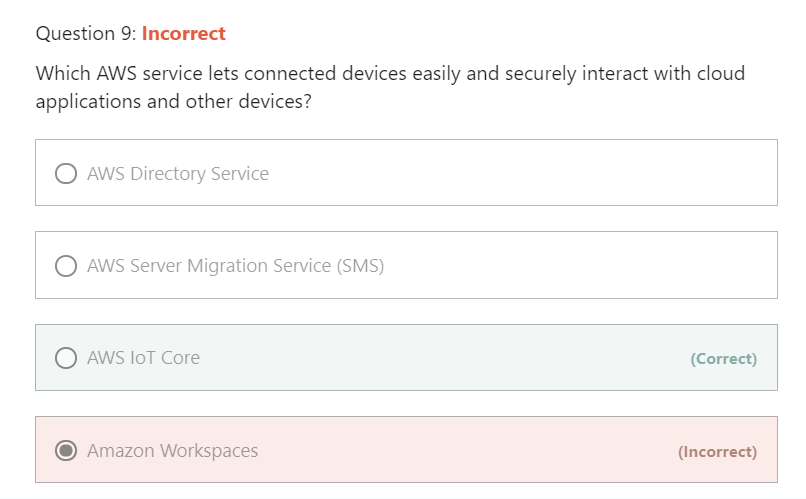 Question 9: Incorrect
Which AWS service lets connected devices easily and securely interact with cloud
applications and other devices?
AWS Directory Service
AWS Server Migration Service (SMS)
AWS IoT Core (Correct)
Amazon Workspaces (Incorrect)